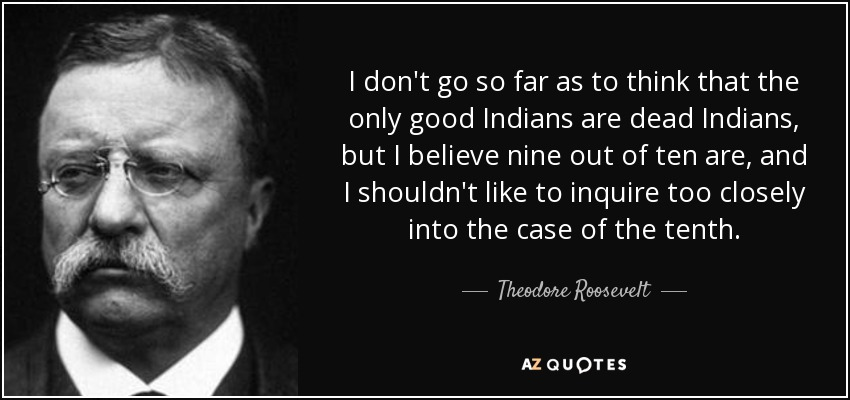 I don't go so far as to think that the
only good Indians are dead Indians,
but I believe nine out of ten are, and
I shouldn't like to inquire too closely
into the case of the tenth.
Theodore Roosevelt
AZ QUOTES